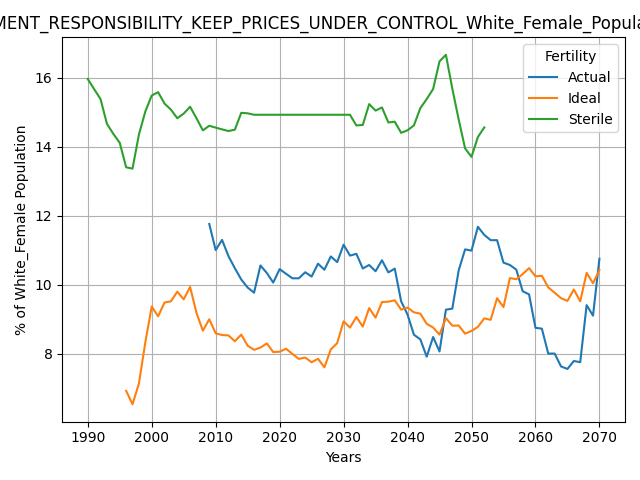 MENT_RESPONSIBILITY_KEEP_PRICES_UNDER_CONTROL_White_Female_Popula
Fertility
Actual
Ideal
Sterile
% of White_Female Population
16
14
12
10
8
1990 2000 2010 2020 2030 2040 2050 2060 2070
Years